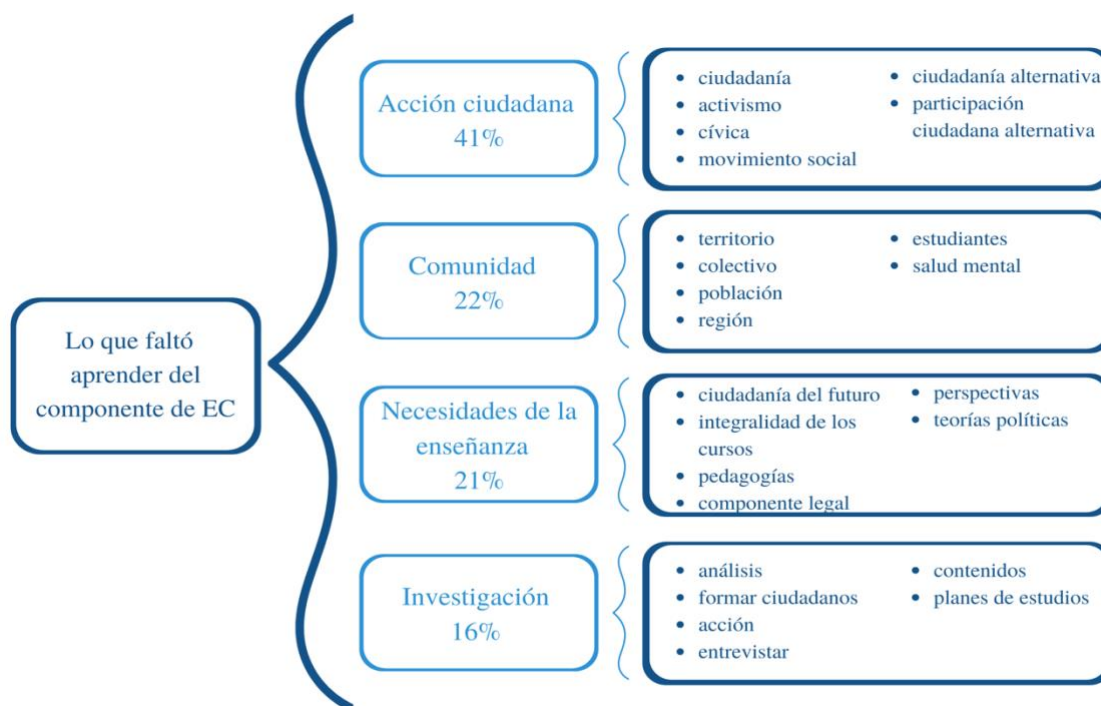 Lo que faltó
aprender del
componente de EC
Acción ciudadana
41%
• ciudadanía
• activismo
• cívica
• movimiento social
• ciudadanía alternativa
• participación
ciudadana alternativa
Comunidad
22%
• territorio
• colectivo
• población
• región
• estudiantes
• salud mental
Necesidades de la
enseñanza
21%
• ciudadanía del futuro
• integralidad de los
cursos
• pedagogías
• componente legal
• perspectivas
• teorías políticas
Investigación
16%
• análisis
• formar ciudadanos
• acción
• entrevistar
• contenidos
• planes de estudios